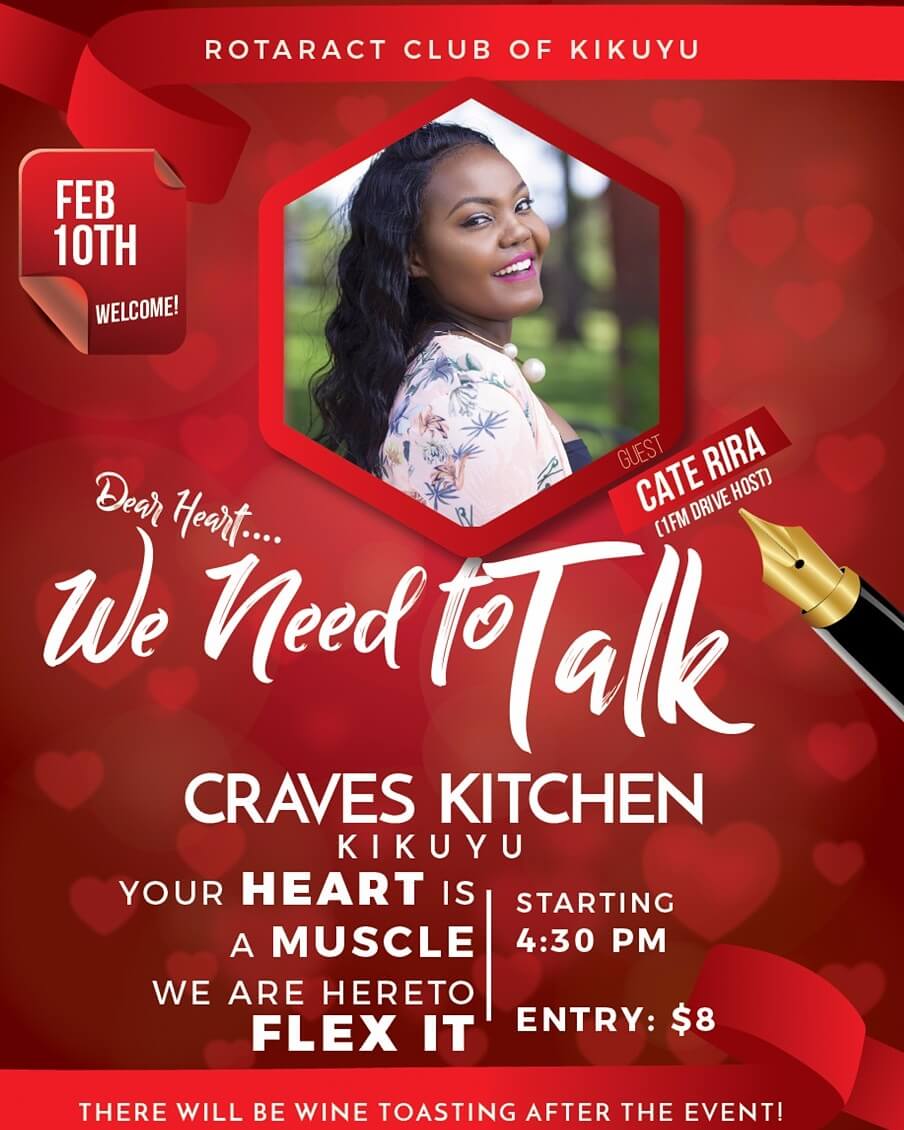 ROTARACT CLUB OF KIKUYU
FEB
10TH
WELCOME!
GUEST
CATE RIRA
(1FM DRIVE HOST)
Dear Heart....
We Need to Talk
CRAVES KITCHEN
KIKUYU
YOUR HEART IS
A MUSCLE
WE ARE HERETO
FLEX IT
STARTING
4:30 PM
ENTRY: $8
THERE WILL BE WINE TOASTING AFTER THE EVENT!